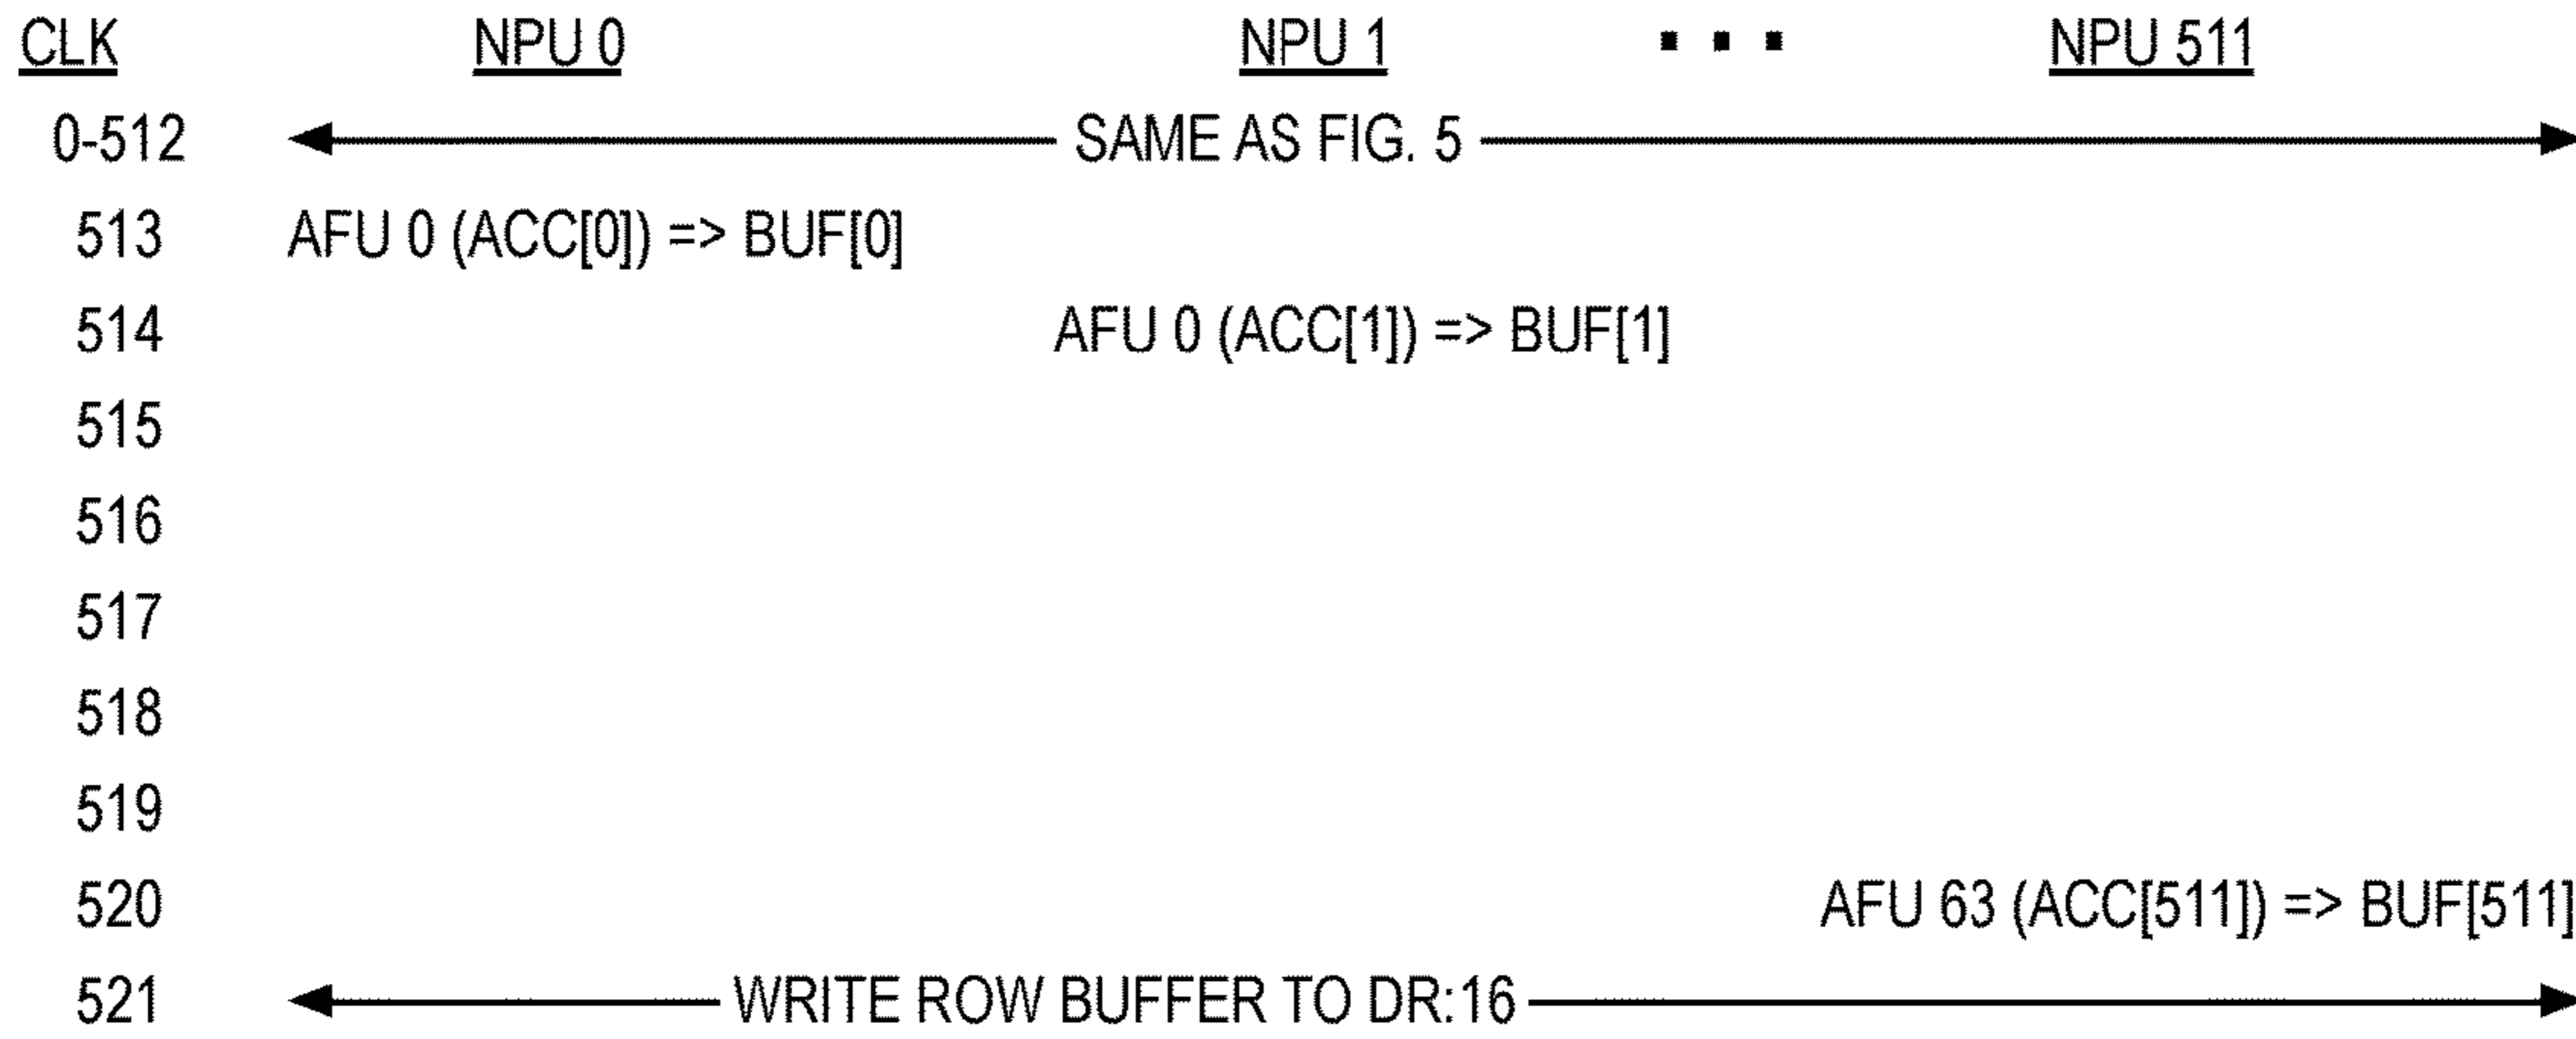 CLK NPU 0 NPU 1 ... NPU 511
0-512 SAME AS FIG. 5
513 AFU 0 (ACC[0]) => BUF[0]
514 AFU 0 (ACC[1]) => BUF[1]
515
516
517
518
519
520 AFU 63 (ACC[511]) => BUF[511]
521 WRITE ROW BUFFER TO DR:16